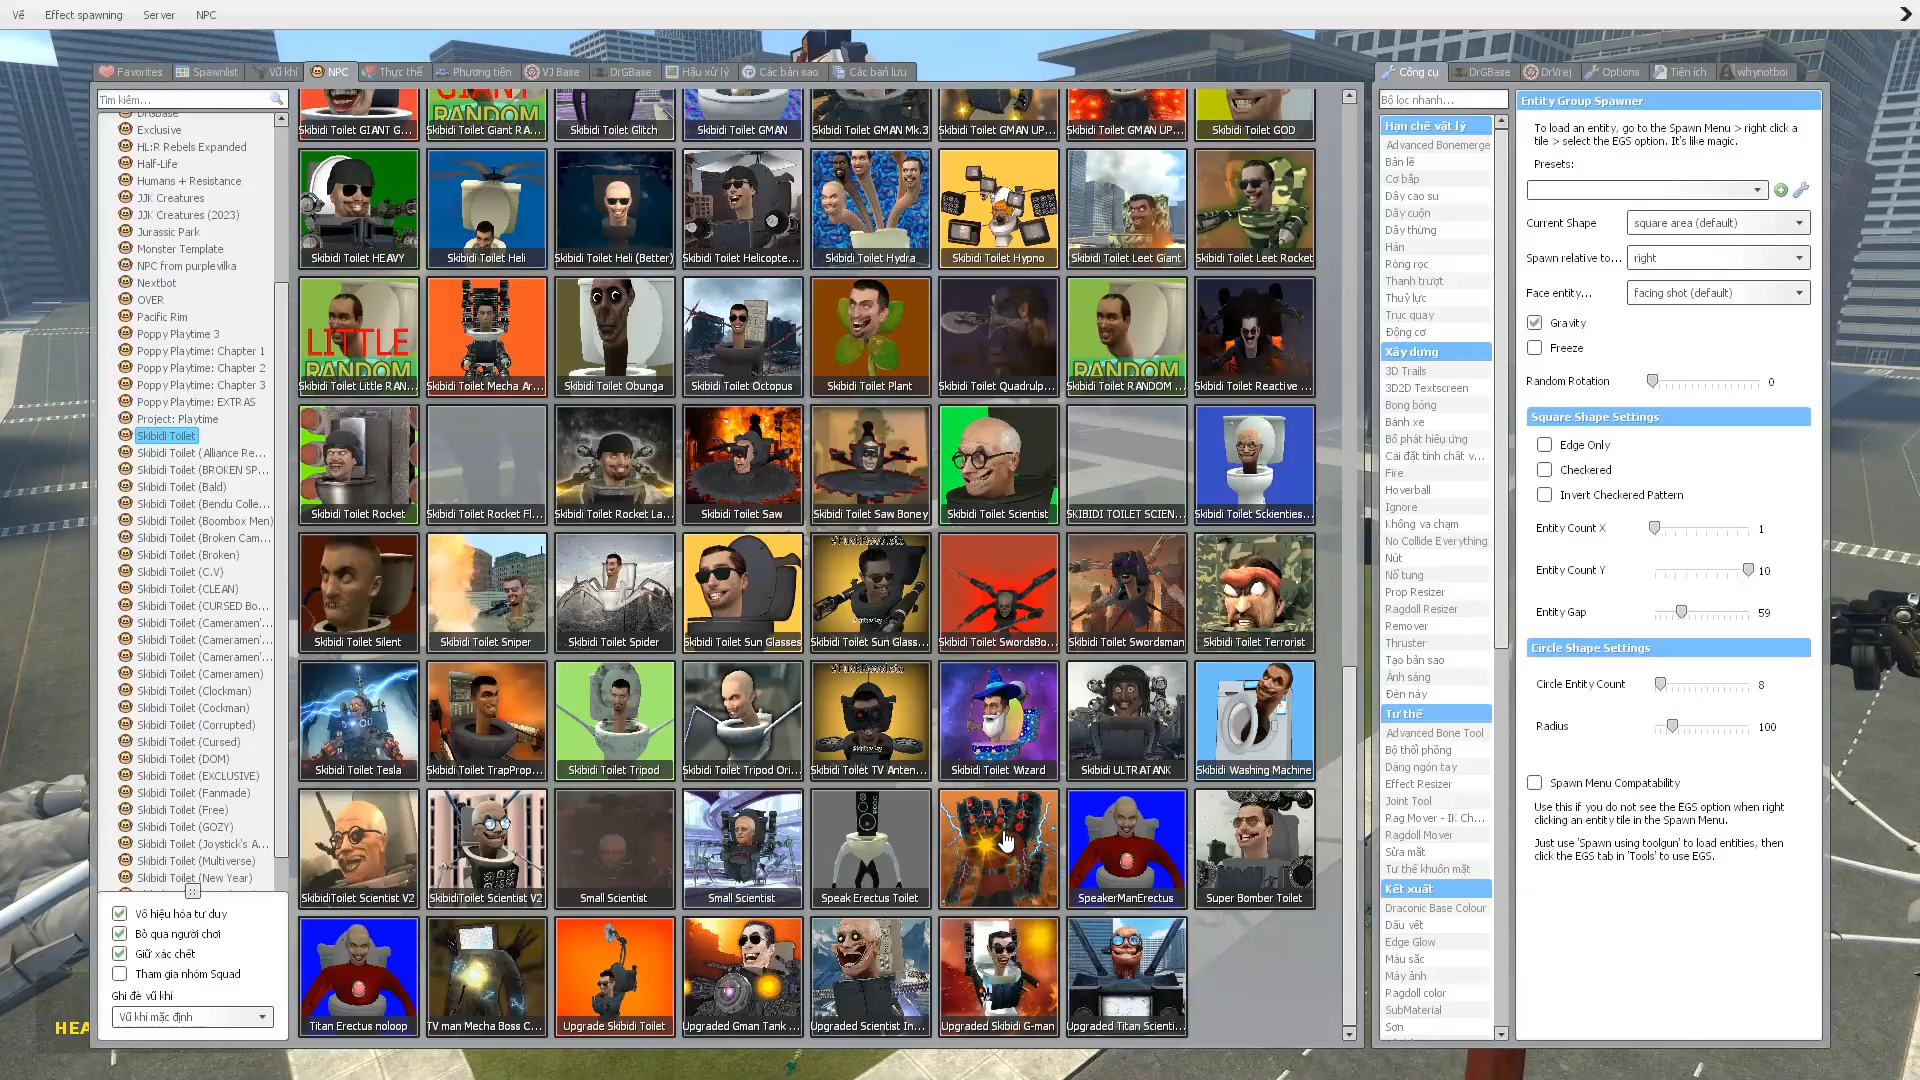 Vẽ Effect spawning Server NPC
Favorites Spawnlist Vũ khí NPC Thực thể Phương tiện VJ Base DrGBase Hậu xử lý Các bản sao Các bản lưu
Tìm kiếm...
DrGBase
Exclusive
HL:R Rebels Expanded
Half-Life
Humans + Resistance
JJK Creatures
JJK Creatures (2023)
Jurassic Park
Monster Template
NPC from purplevilka
Nextbot
OVER
Pacific Rim
Poppy Playtime 3
Poppy Playtime: Chapter 1
Poppy Playtime: Chapter 2
Poppy Playtime: Chapter 3
Poppy Playtime: EXTRAS
Project: Playtime
Skibidi Toilet
Skibidi Toilet (Alliance Re...
Skibidi Toilet (BROKEN SP...
Skibidi Toilet (Bald)
Skibidi Toilet (Bendu Colle...
Skibidi Toilet (Boombox Men)
Skibidi Toilet (Broken Cam...
Skibidi Toilet (Broken)
Skibidi Toilet (C.V)
Skibidi Toilet (CLEAN)
Skibidi Toilet (CURSED Bo...
Skibidi Toilet (Cameramen'...
Skibidi Toilet (Cameramen'...
Skibidi Toilet (Cameramen'...
Skibidi Toilet (Cameramen)
Skibidi Toilet (Clockman)
Skibidi Toilet (Cockman)
Skibidi Toilet (Corrupted)
Skibidi Toilet (Cursed)
Skibidi Toilet (DOM)
Skibidi Toilet (EXCLUSIVE)
Skibidi Toilet (Fanmade)
Skibidi Toilet (Free)
Skibidi Toilet (GOZY)
Skibidi Toilet (Joystick's A...
Skibidi Toilet (Multiverse)
Skibidi Toilet (New Year)
Vô hiệu hóa tư duy
Bỏ qua người chơi
Giữ xác chết
Tham gia nhóm Squad
Ghi đè vũ khí
Vũ khí mặc định
HEA
GIANT
RANDOM
Skibidi Toilet GIANT G... Skibidi Toilet Giant RA... Skibidi Toilet Glitch Skibidi Toilet GMAN Skibidi Toilet GMAN Mk.3 Skibidi Toilet GMAN UP... Skibidi Toilet GMAN UP... Skibidi Toilet GOD
Skibidi Toilet HEAVY Skibidi Toilet Heli Skibidi Toilet Heli (Better) Skibidi Toilet Helicopte... Skibidi Toilet Hydra Skibidi Toilet Hypno Skibidi Toilet Leet Giant Skibidi Toilet Leet Rocket
LITTLE
RANDOM RANDOM
Skibidi Toilet Little RAN... Skibidi Toilet Mecha Ar... Skibidi Toilet Obunga Skibidi Toilet Octopus Skibidi Toilet Plant Skibidi Toilet Quadrulp... Skibidi Toilet RANDOM ... Skibidi Toilet Reactive ...
Skibidi Toilet Rocket Skibidi Toilet Rocket Fl... Skibidi Toilet Rocket La... Skibidi Toilet Saw Skibidi Toilet Saw Boney Skibidi Toilet Scientist SKIBIDI TOILET SCIEN... Skibidi Toilet Sckienties...
Skibidi Toilet Silent Skibidi Toilet Sniper Skibidi Toilet Spider Skibidi Toilet Sun Glasses Skibidi Toilet Sun Glass... Skibidi Toilet SwordsBo... Skibidi Toilet Swordsman Skibidi Toilet Terrorist
Skibidi Toilet Tesla Skibidi Toilet TrapProp... Skibidi Toilet Tripod Skibidi Toilet Tripod Ori... Skibidi Toilet TV Anten... Skibidi Toilet Wizard Skibidi ULTRATANK Skibidi Washing Machine
SkibidiToilet Scientist V2 SkibidiToilet Scientist V2 Small Scientist Small Scientist Speak Erectus Toilet SpeakerManErectus Super Bomber Toilet
Titan Erectus noloop TV man Mecha Boss C... Upgrade Skibidi Toilet Upgraded Gman Tank ... Upgraded Scientist In... Upgraded Skibidi G-man Upgraded Titan Scienti...
Công cụ DrGBase DrVrej Options Tiện ích whynotboi
Bộ lọc nhanh...
Hạn chế vật lý
Advanced Bonemerge
Bản lề
Cơ bắp
Dây cao su
Dây cuộn
Dây thừng
Hàn
Ròng rọc
Thanh trượt
Thuỷ lực
Trục quay
Động cơ
Xây dựng
3D Trails
3D2D Textscreen
Bong bóng
Bánh xe
Bộ phát hiệu ứng
Cài đặt tính chất v...
Fire
Hoverball
Ignore
Không va chạm
No Collide Everything
Nút
Nổ tung
Prop Resizer
Ragdoll Resizer
Remover
Thruster
Tạo bản sao
Ánh sáng
Đèn này
Tư thế
Advanced Bone Tool
Bộ thổi phồng
Dáng ngón tay
Effect Resizer
Joint Tool
Rag Mover - IK Ch...
Ragdoll Mover
Sửa mắt
Tư thế khuôn mặt
Kết xuất
Draconic Base Colour
Dấu vết
Edge Glow
Màu sắc
Máy ảnh
Ragdoll color
SubMaterial
Sơn
Entity Group Spawner
To load an entity, go to the Spawn Menu > right click a
tile > select the EGS option. It's like magic.
Presets:
Current Shape square area (default)
Spawn relative to... right
Face entity... facing shot (default)
Gravity
Freeze
Random Rotation 0
Square Shape Settings
Edge Only
Checkered
Invert Checkered Pattern
Entity Count X 1
Entity Count Y 10
Entity Gap 59
Circle Shape Settings
Circle Entity Count 8
Radius 100
Spawn Menu Compatability
Use this if you do not see the EGS option when right
clicking an entity tile in the Spawn Menu.
Just use 'Spawn using toolgun' to load entities, then
click the EGS tab in 'Tools' to use EGS.